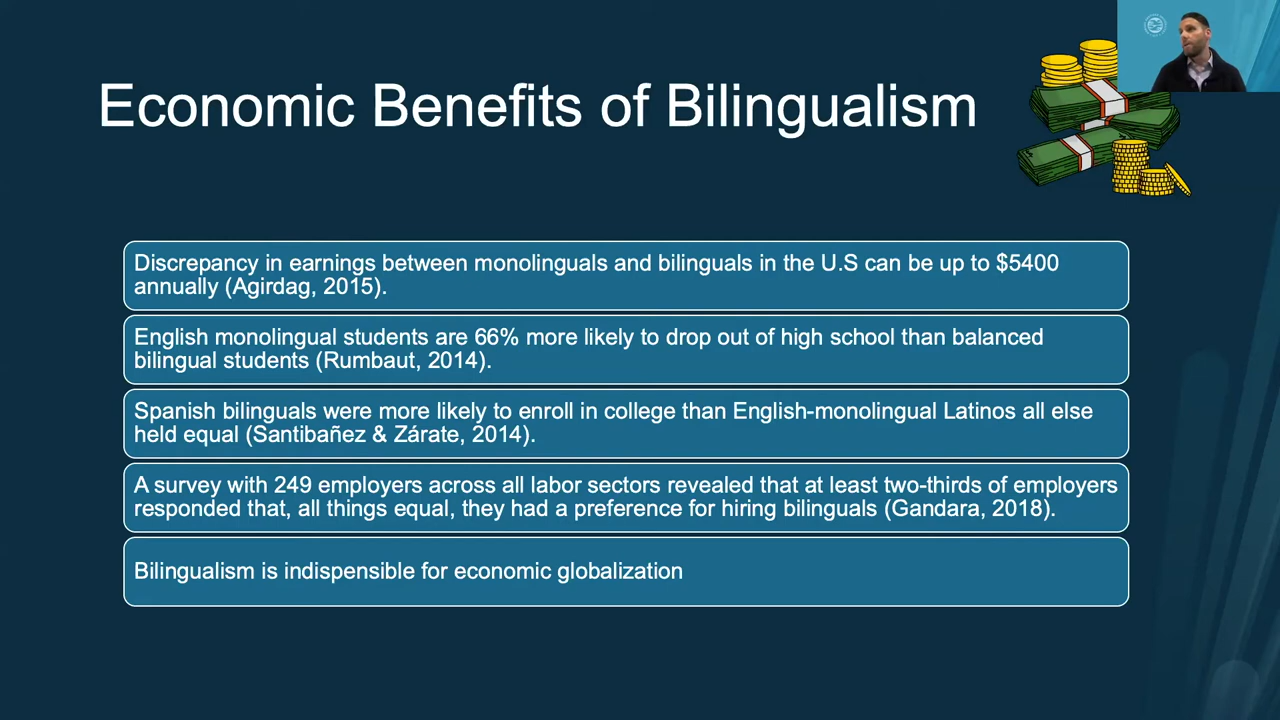 Economic Benefits of Bilingualism
Discrepancy in earnings between monolinguals and bilinguals in the U.S can be up to $5400
annually (Agirdag, 2015).
English monolingual students are 66% more likely to drop out of high school than balanced
bilingual students (Rumbaut, 2014).
Spanish bilinguals were more likely to enroll in college than English-monolingual Latinos all else
held equal (Santibañez & Zárate, 2014).
A survey with 249 employers across all labor sectors revealed that at least two-thirds of employers
responded that, all things equal, they had a preference for hiring bilinguals (Gandara, 2018).
Bilingualism is indispensible for economic globalization